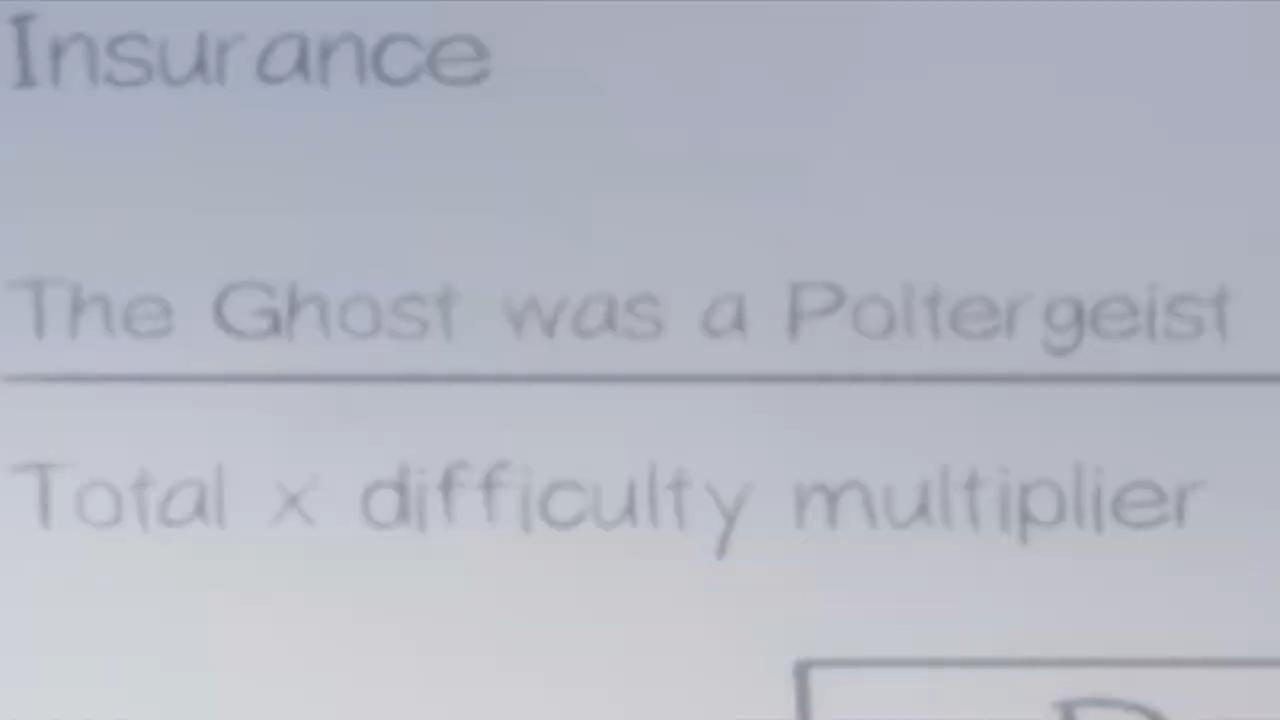 Insurance
The Ghost was a Poltergeist
Total x difficulty multiplier